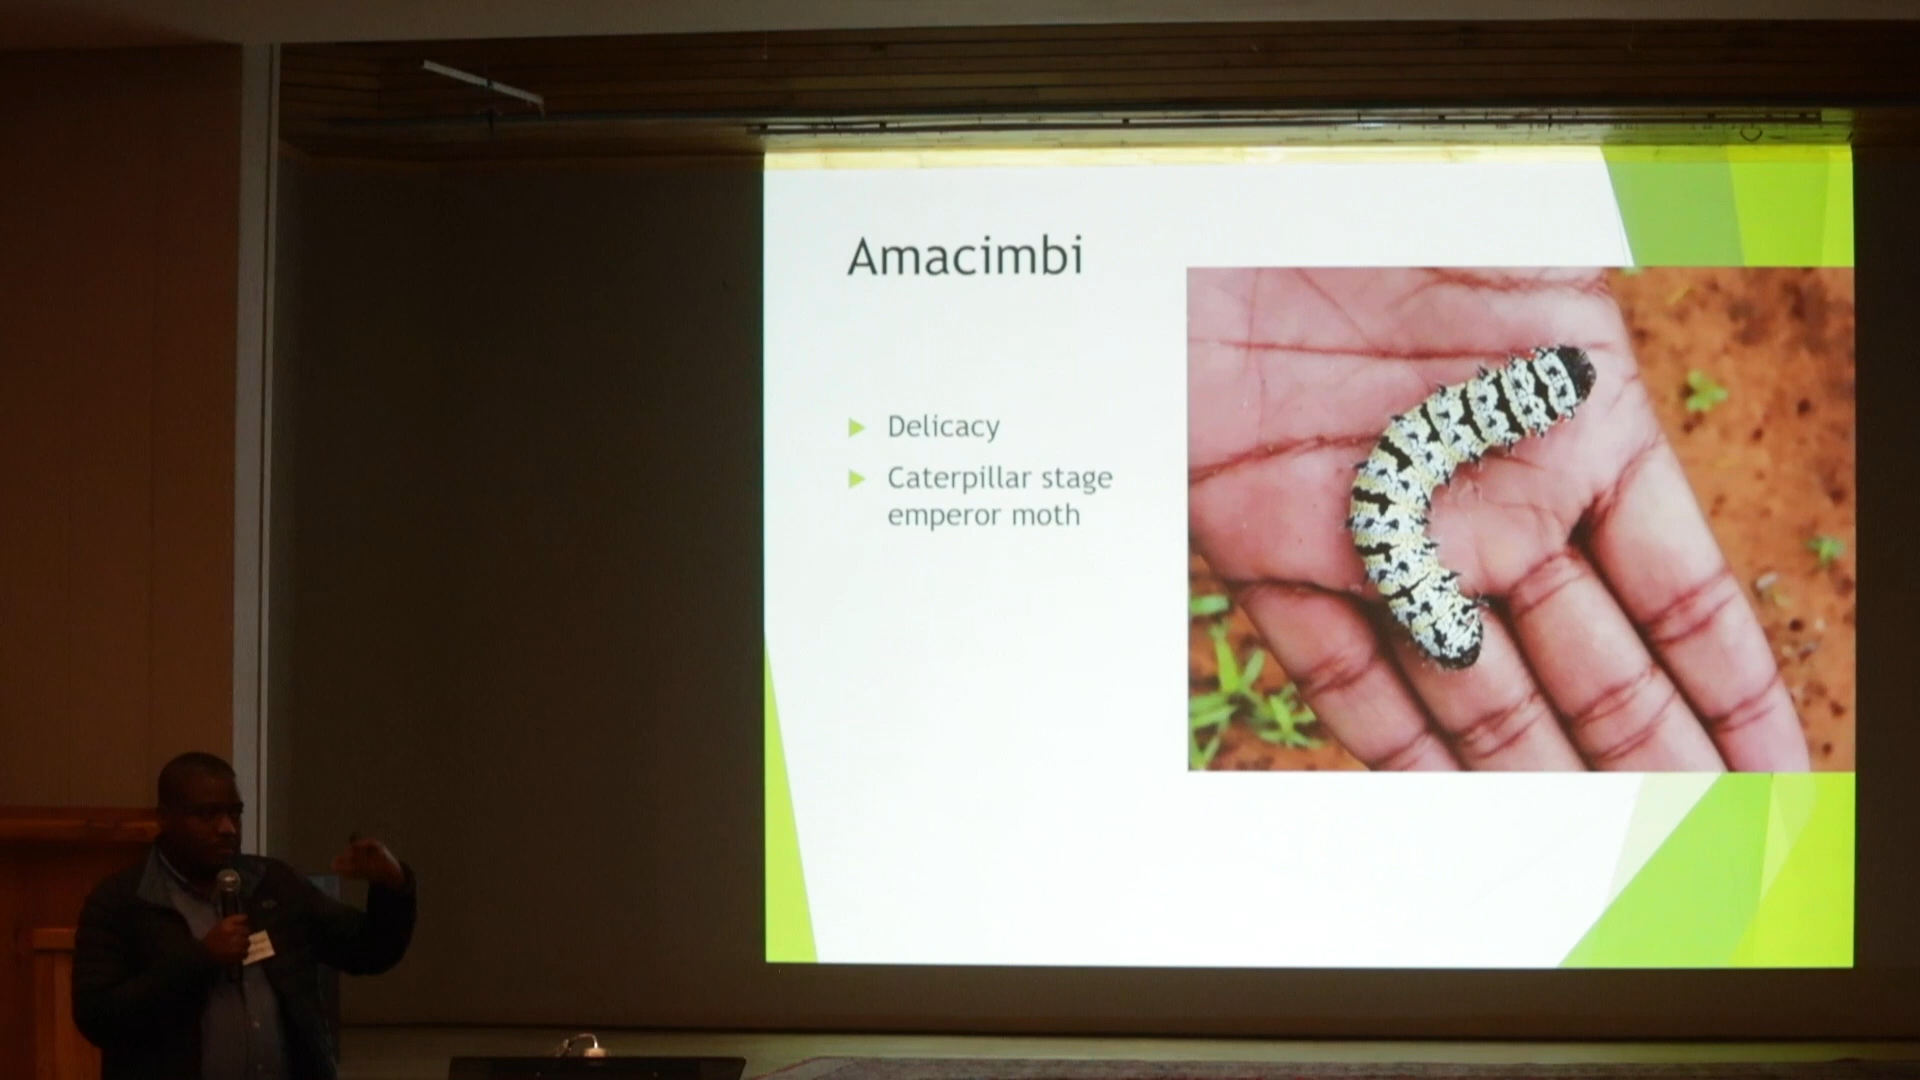 Amacimbi
Delicacy
Caterpillar stage
emperor moth